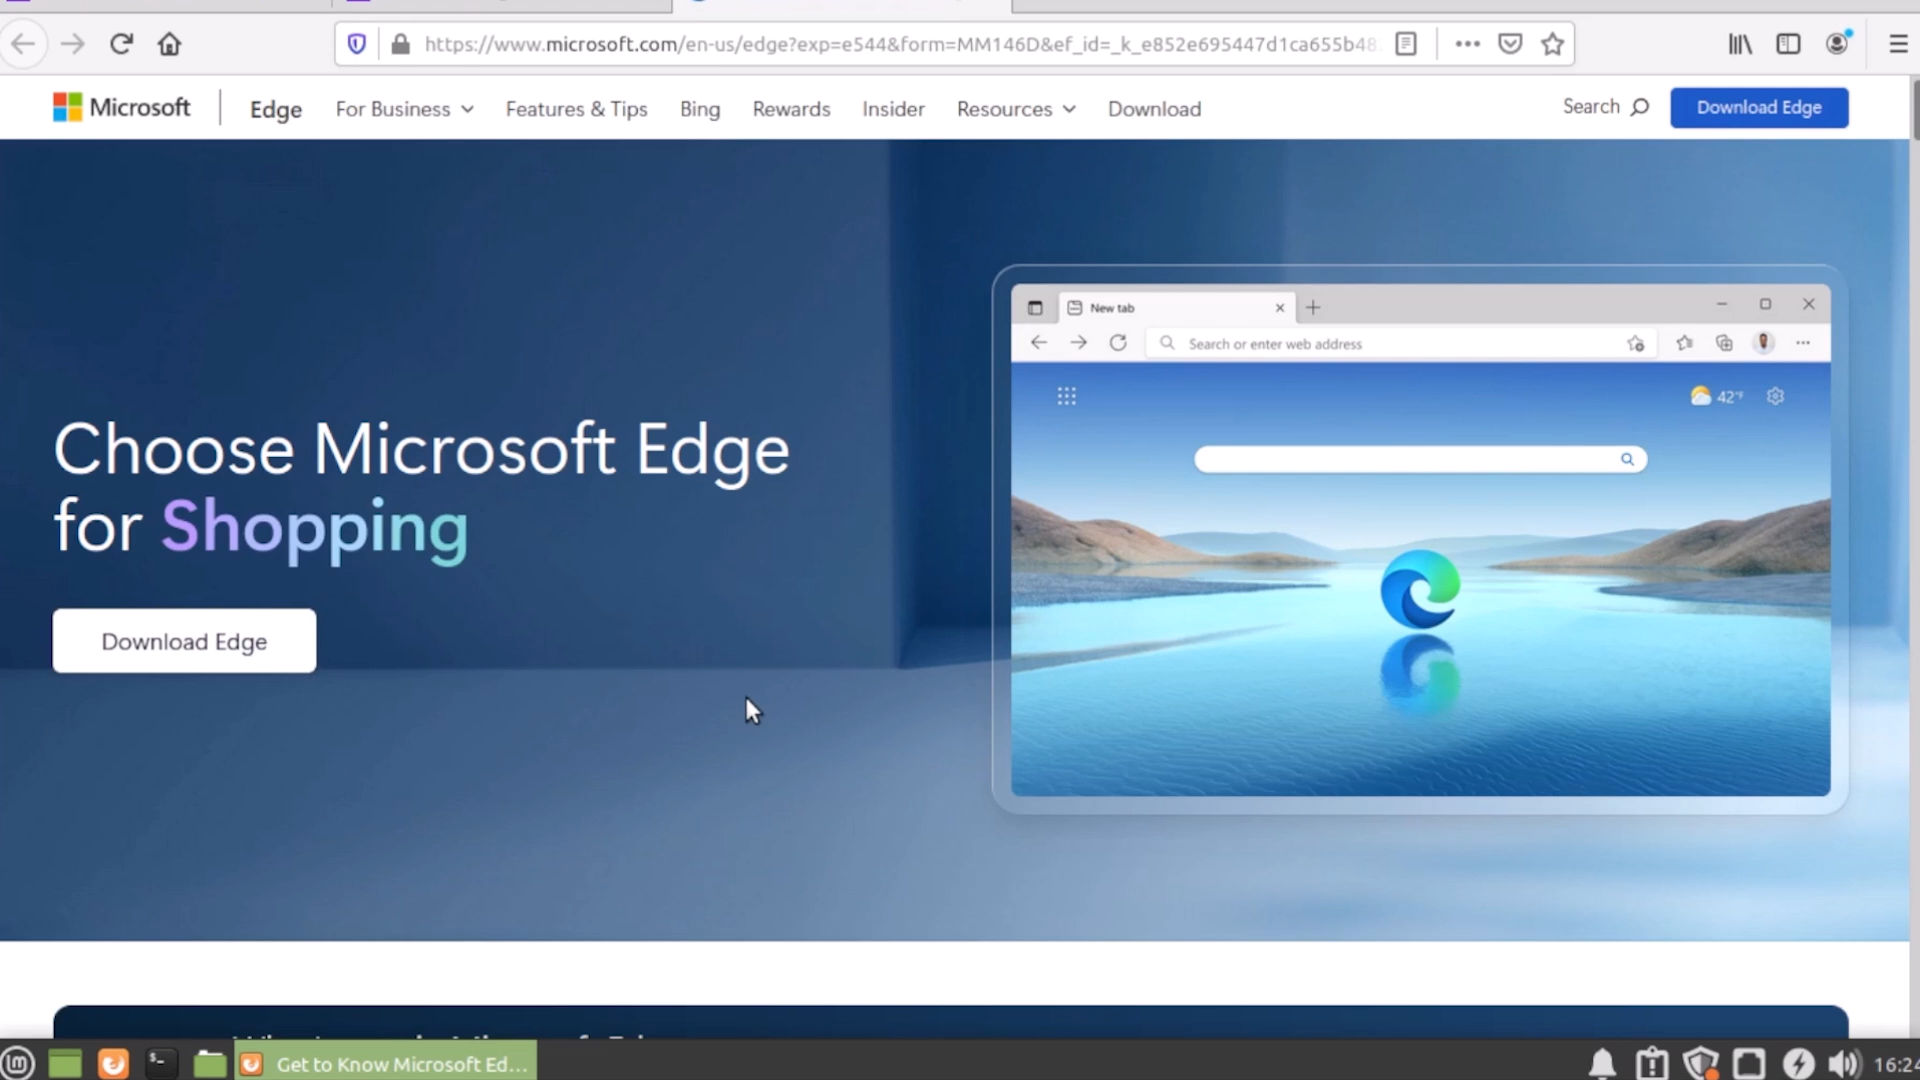 https://www.microsoft.com/en-us/edge?exp=e544&form=MM146D&ef_id=_k_e852e695447d1ca655b48
Microsoft
Edge
For Business
Features & Tips
Bing
Rewards
Insider
Resources
Download
Search
Download Edge
New tab
Search or enter web address
42°F
Choose Microsoft Edge
for Shopping
Download Edge
Get to Know Microsoft Ed...
16:24